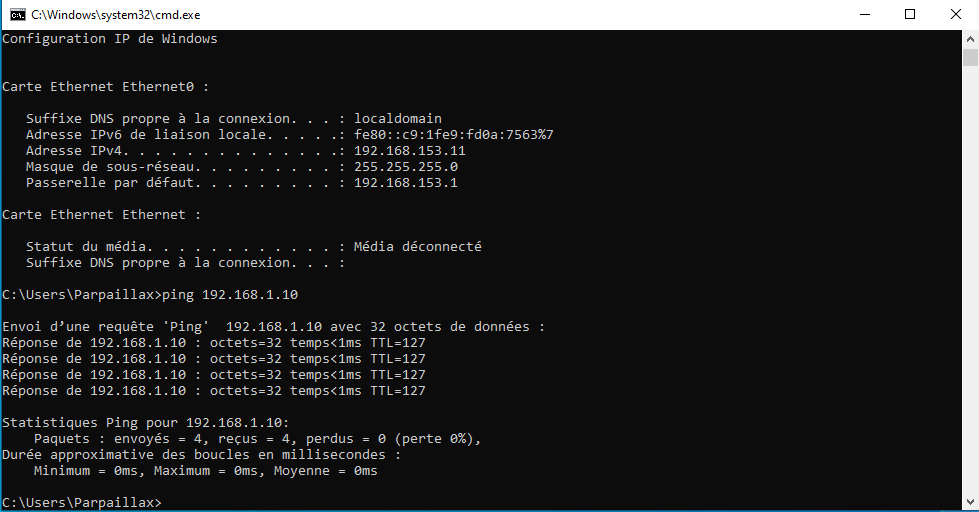 C:\Windows\system32\cmd.exe
Configuration IP de Windows
Carte Ethernet Ethernet0 :
Suffixe DNS propre à la connexion. . . : localdomain
Adresse IPv6 de liaison locale. . . . .: fe80::c9:1fe9:fd0a:7563%7
Adresse IPv4. . . . . . . . . . . . . .: 192.168.153.11
Masque de sous-réseau. . . . . . . . . : 255.255.255.0
Passerelle par défaut. . . . . . . . . : 192.168.153.1
Carte Ethernet Ethernet :
Statut du média. . . . . . . . . . . . : Média déconnecté
Suffixe DNS propre à la connexion. . . :
C:\Users\Parpaillax>ping 192.168.1.10
Envoi d’une requête 'Ping'  192.168.1.10 avec 32 octets de données :
Réponse de 192.168.1.10 : octets=32 temps<1ms TTL=127
Réponse de 192.168.1.10 : octets=32 temps<1ms TTL=127
Réponse de 192.168.1.10 : octets=32 temps<1ms TTL=127
Réponse de 192.168.1.10 : octets=32 temps<1ms TTL=127
Statistiques Ping pour 192.168.1.10:
Paquets : envoyés = 4, reçus = 4, perdus = 0 (perte 0%),
Durée approximative des boucles en millisecondes :
Minimum = 0ms, Maximum = 0ms, Moyenne = 0ms
C:\Users\Parpaillax>